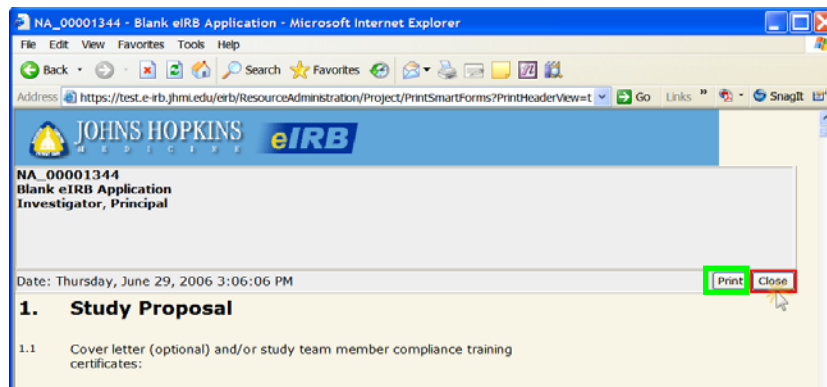 NA_00001344 - Blank eIRB Application - Microsoft Internet Explorer
File Edit View Favorites Tools Help
Back Search Favorites
Address https://test.e-irb.jhmi.edu/eirb/ResourceAdministration/Project/PrintSmartForms?PrintHeaderView=t Go Links » SnagIt
JOHNS HOPKINS eIRB
MEDICINE
NA_00001344
Blank eIRB Application
Investigator, Principal
Date: Thursday, June 29, 2006 3:06:06 PM Print Close
1. Study Proposal
1.1 Cover letter (optional) and/or study team member compliance training
certificates: